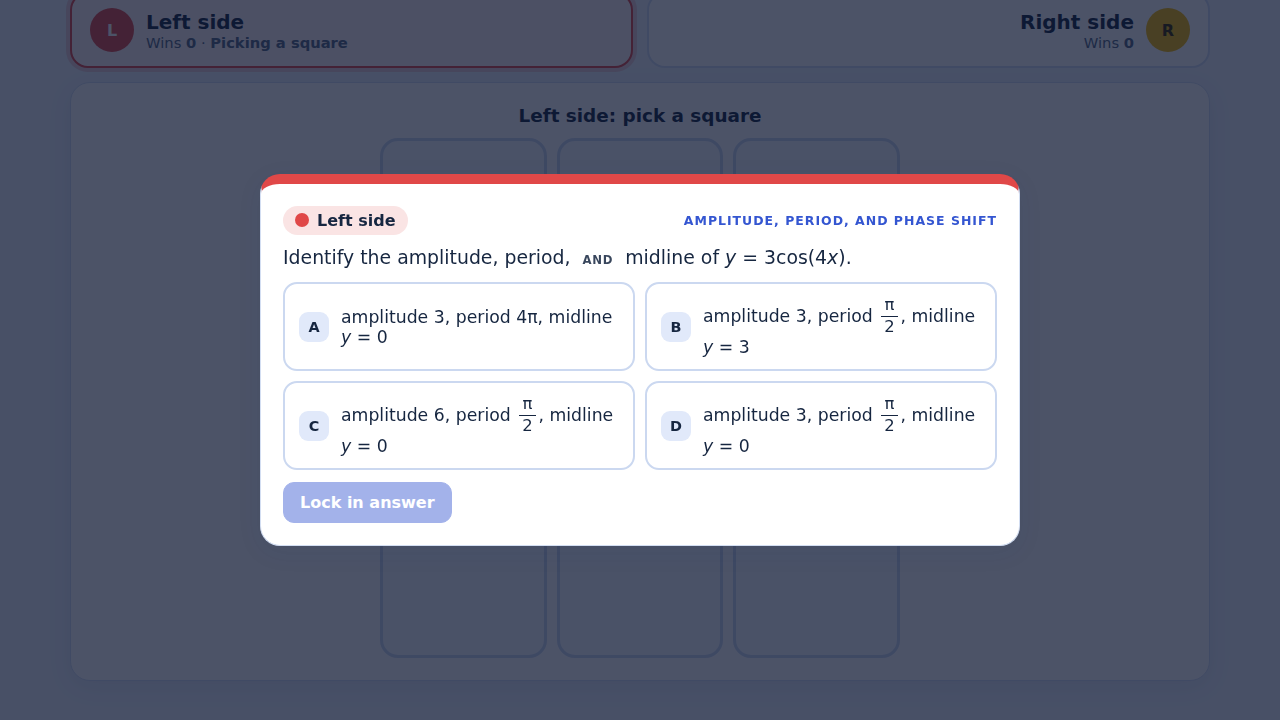 L
Left side
Wins 0 · Picking a square
Right side
Wins 0
R
Left side: pick a square
Left side
AMPLITUDE, PERIOD, AND PHASE SHIFT
Identify the amplitude, period, AND midline of y = 3cos(4x).
A
amplitude 3, period 4π, midline
y = 0
B
amplitude 3, period π/2, midline
y = 3
C
amplitude 6, period π/2, midline
y = 0
D
amplitude 3, period π/2, midline
y = 0
Lock in answer